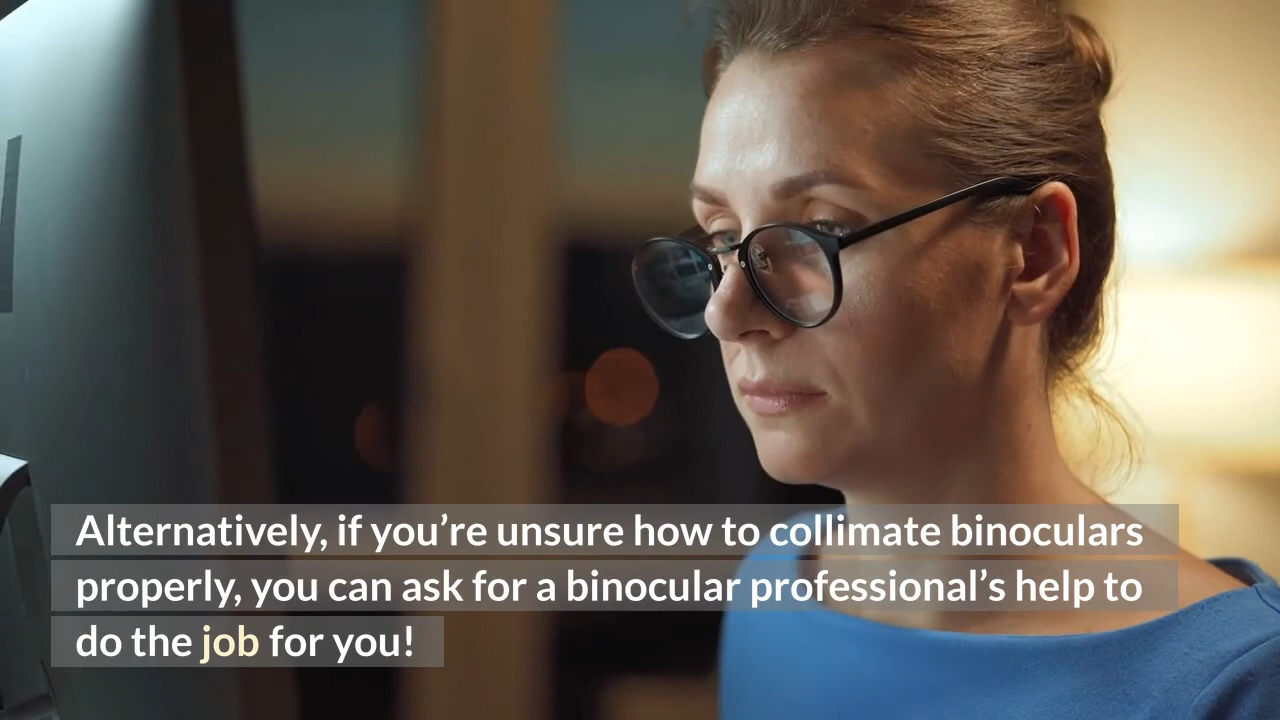 Alternatively, if you’re unsure how to collimate binoculars
properly, you can ask for a binocular professional’s help to
do the job for you!